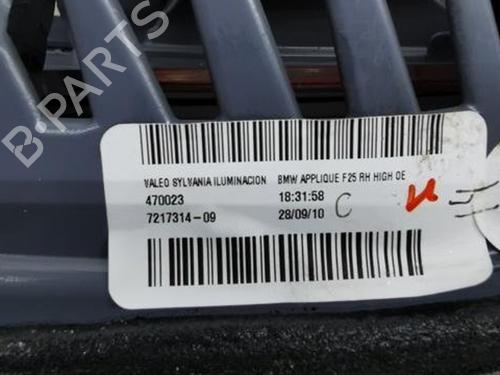 B-PARTS
VALEO SYLVANIA ILUMINACION BMW APPLIQUE F25 RH HIGH OE
470023 18:31:58
7217314-09 28/09/10 C